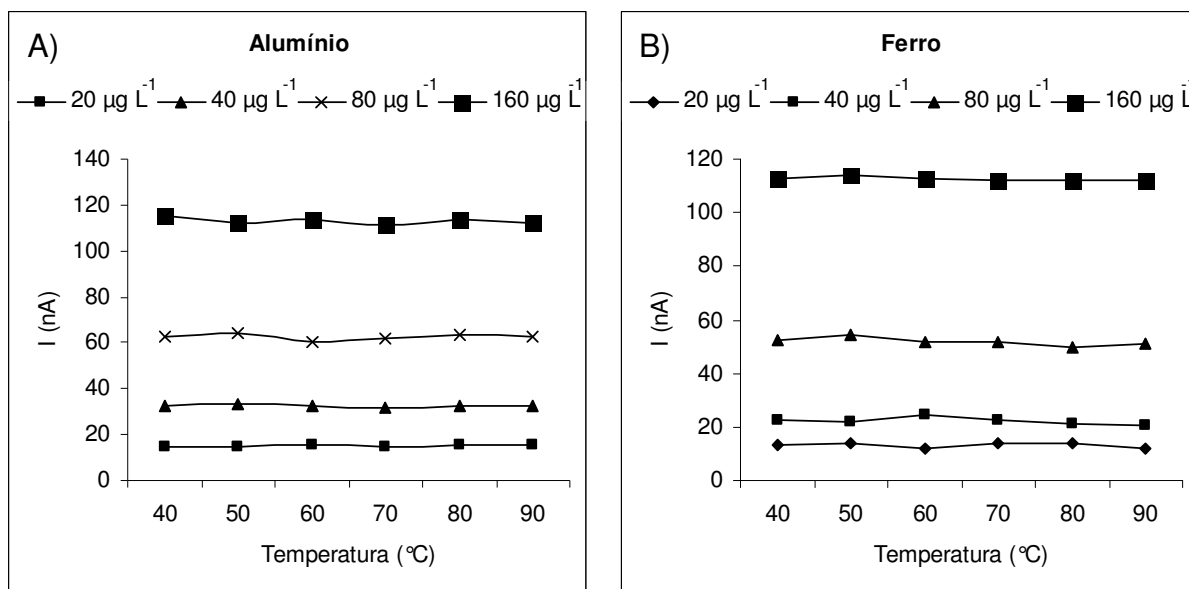 A)
Alumínio
20 µg L-1 40 µg L-1 80 µg L-1 160 µg L-1
140
120
100
80
60
40
20
0
I (nA)
40 50 60 70 80 90
Temperatura (°C)
B)
Ferro
20 µg L-1 40 µg L-1 80 µg L-1 160 µg L
120
100
80
60
40
20
0
I (nA)
40 50 60 70 80 90
Temperatura (°C)